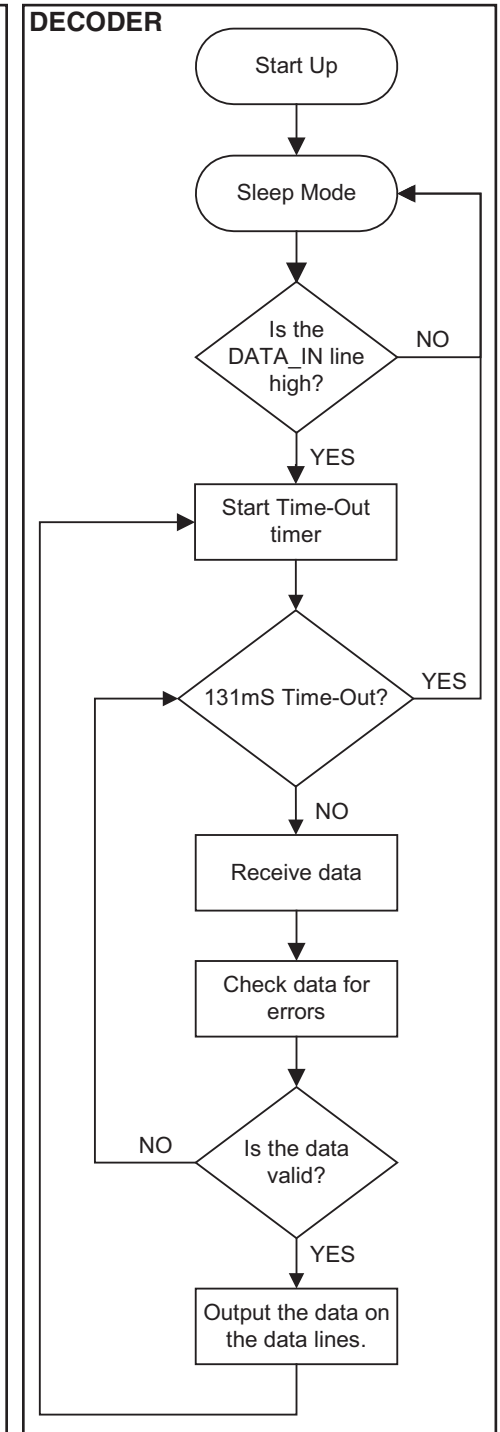 DECODER
Start Up
Sleep Mode
Is the
DATA_IN line
high?
NO
YES
Start Time-Out
timer
131mS Time-Out?
YES
NO
Receive data
Check data for
errors
Is the data
valid?
NO
YES
Output the data on
the data lines.